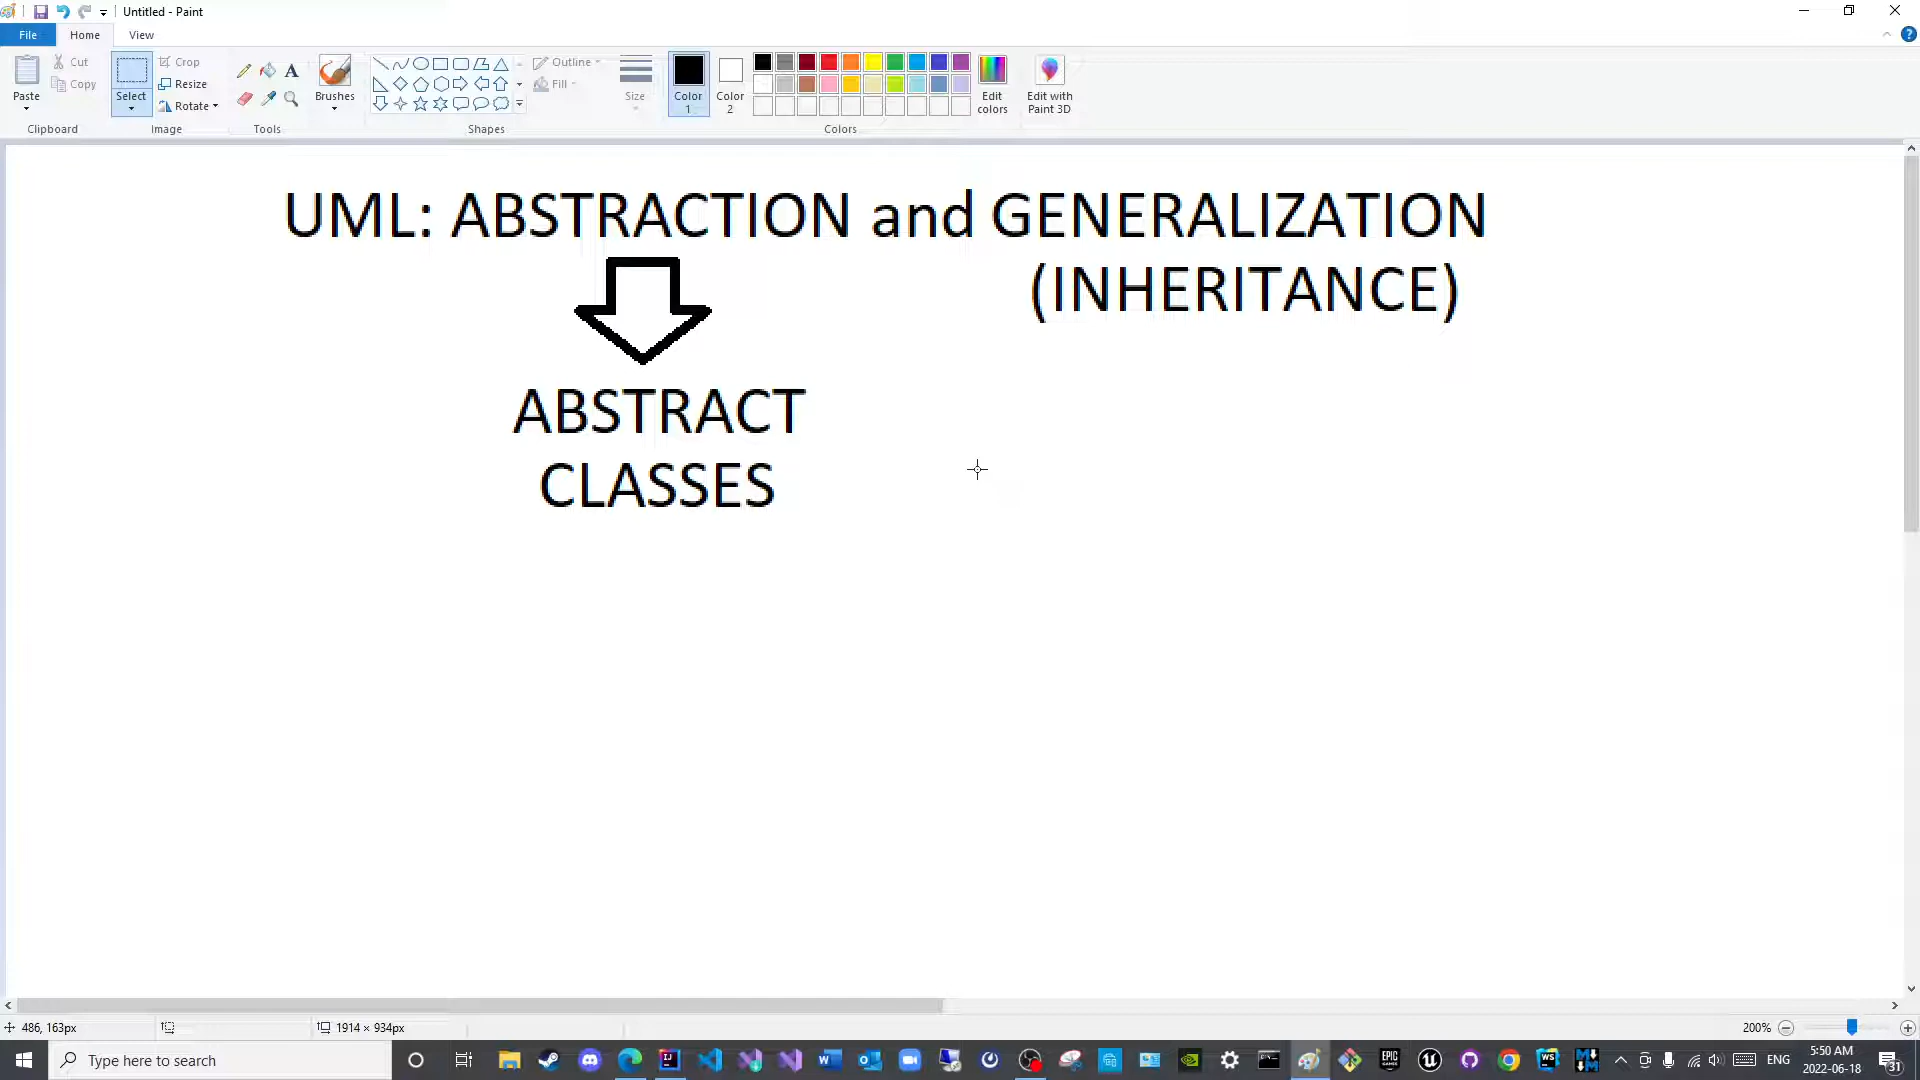 Untitled - Paint
File Home View
Paste
Cut
Copy
Clipboard
Select
Crop
Resize
Rotate
Image
Tools
Brushes
Shapes
Outline
Fill
Size
Color 1
Color 2
Colors
Edit colors
Edit with Paint 3D
UML: ABSTRACTION and GENERALIZATION
(INHERITANCE)
ABSTRACT
CLASSES
486, 163px
1914 × 934px
200%
Type here to search
ENG
5:50 AM
2022-06-18
31